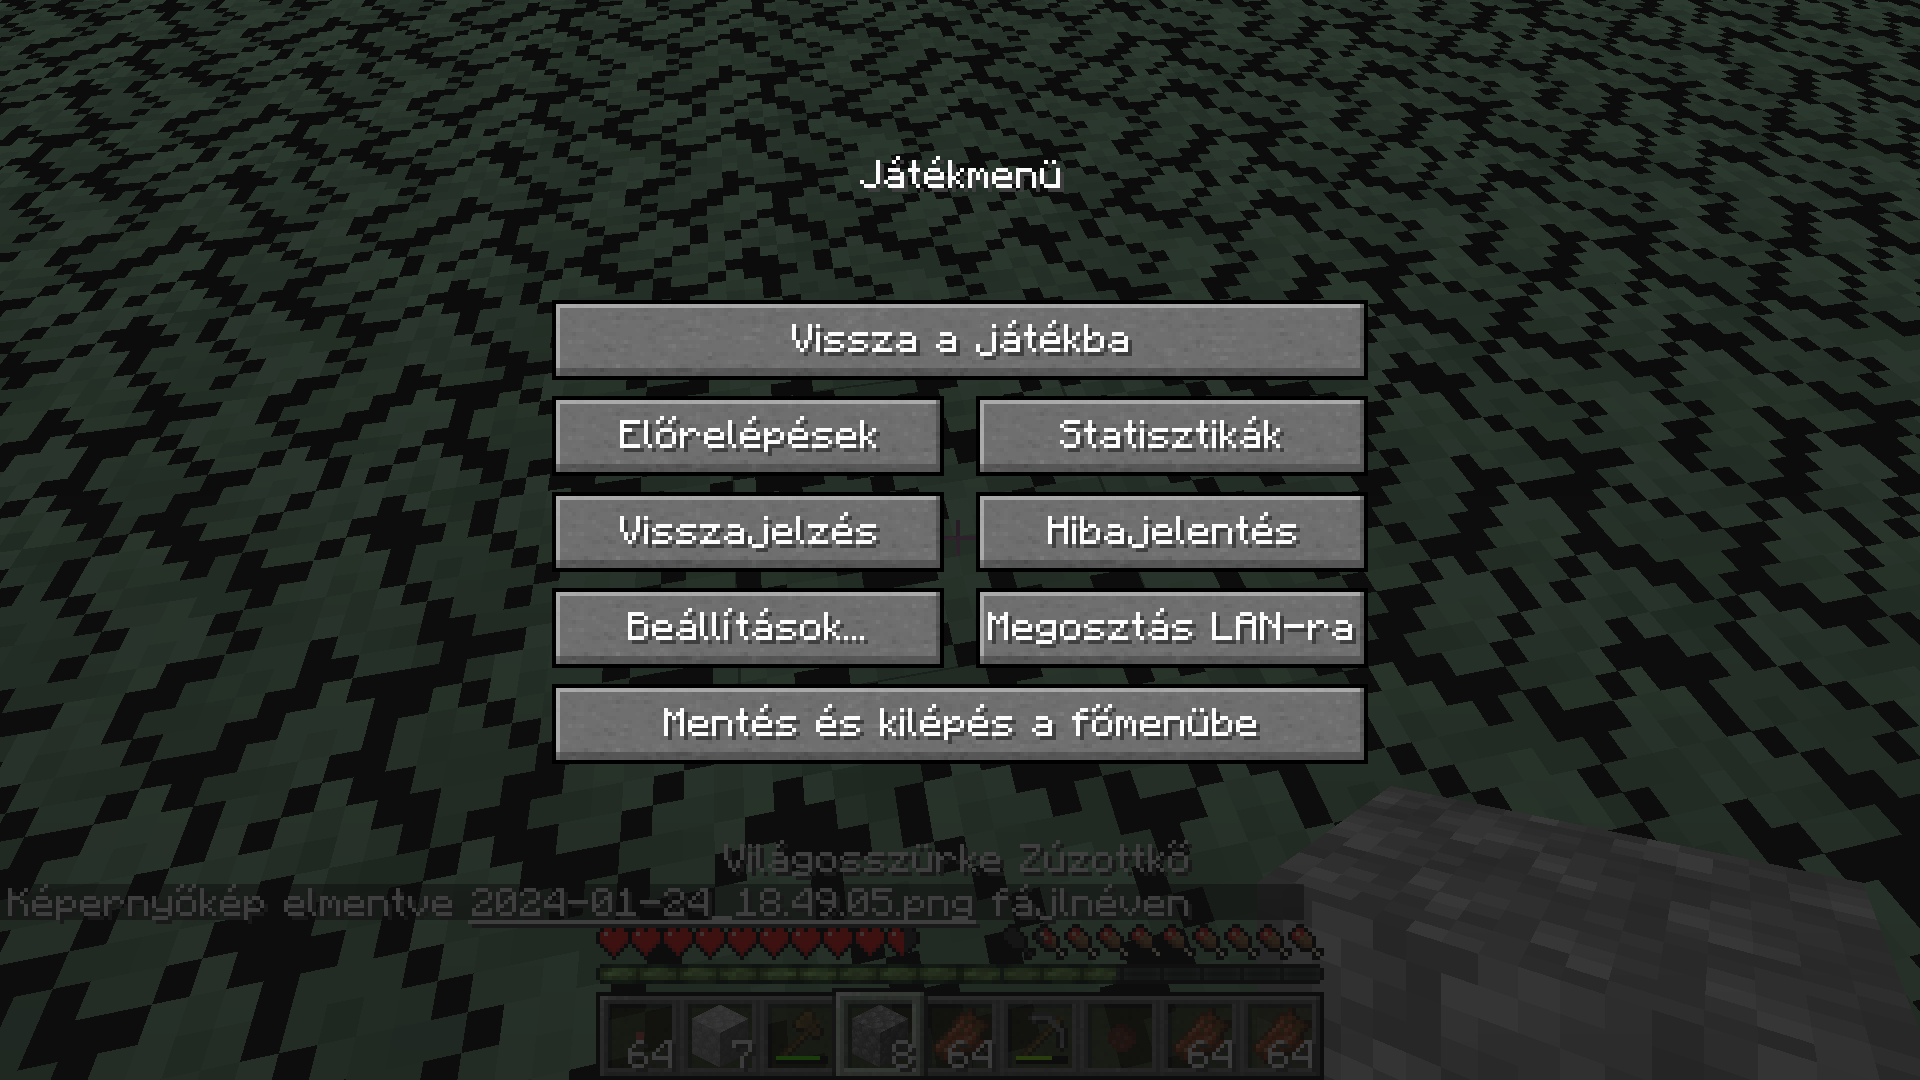 Játékmenü
Vissza a játékba
Előrelépések
Statisztikák
Visszajelzés
Hibajelentés
Beállítások...
Megosztás LAN-ra
Mentés és kilépés a főmenübe
Világosszürke Zúzottkő
Képernyőkép elmentve 2024-01-24_18.49.05.png fájlnéven
64 7 8 64 64 64